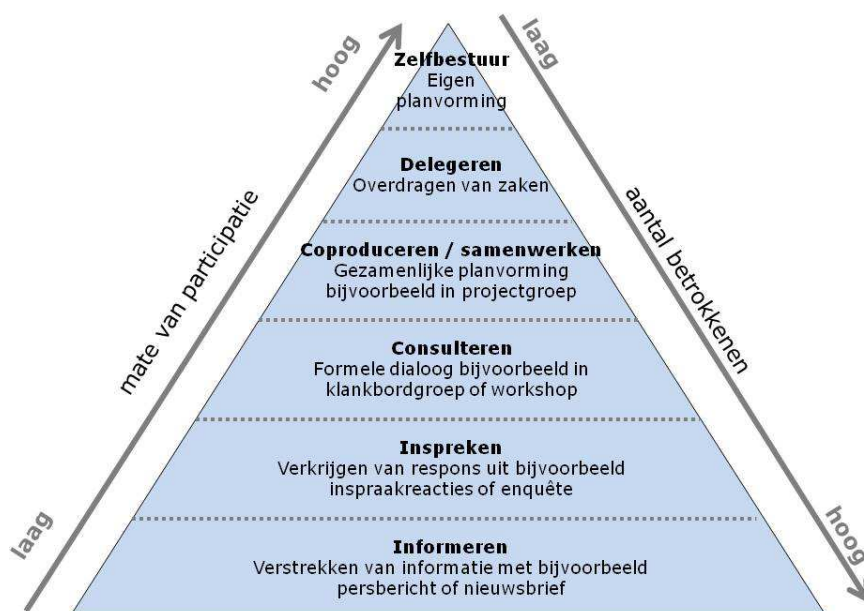 hoog
laag
Zelfbestuur
Eigen
planvorming
Delegeren
Overdragen van zaken
mate van participatie
aantal betrokkenen
Coproduceren / samenwerken
Gezamenlijke planvorming
bijvoorbeeld in projectgroep
Consulteren
Formele dialoog bijvoorbeeld in
klankbordgroep of workshop
Inspreken
Verkrijgen van respons uit bijvoorbeeld
inspraakreacties of enquête
laag
hoog
Informeren
Verstrekken van informatie met bijvoorbeeld
persbericht of nieuwsbrief